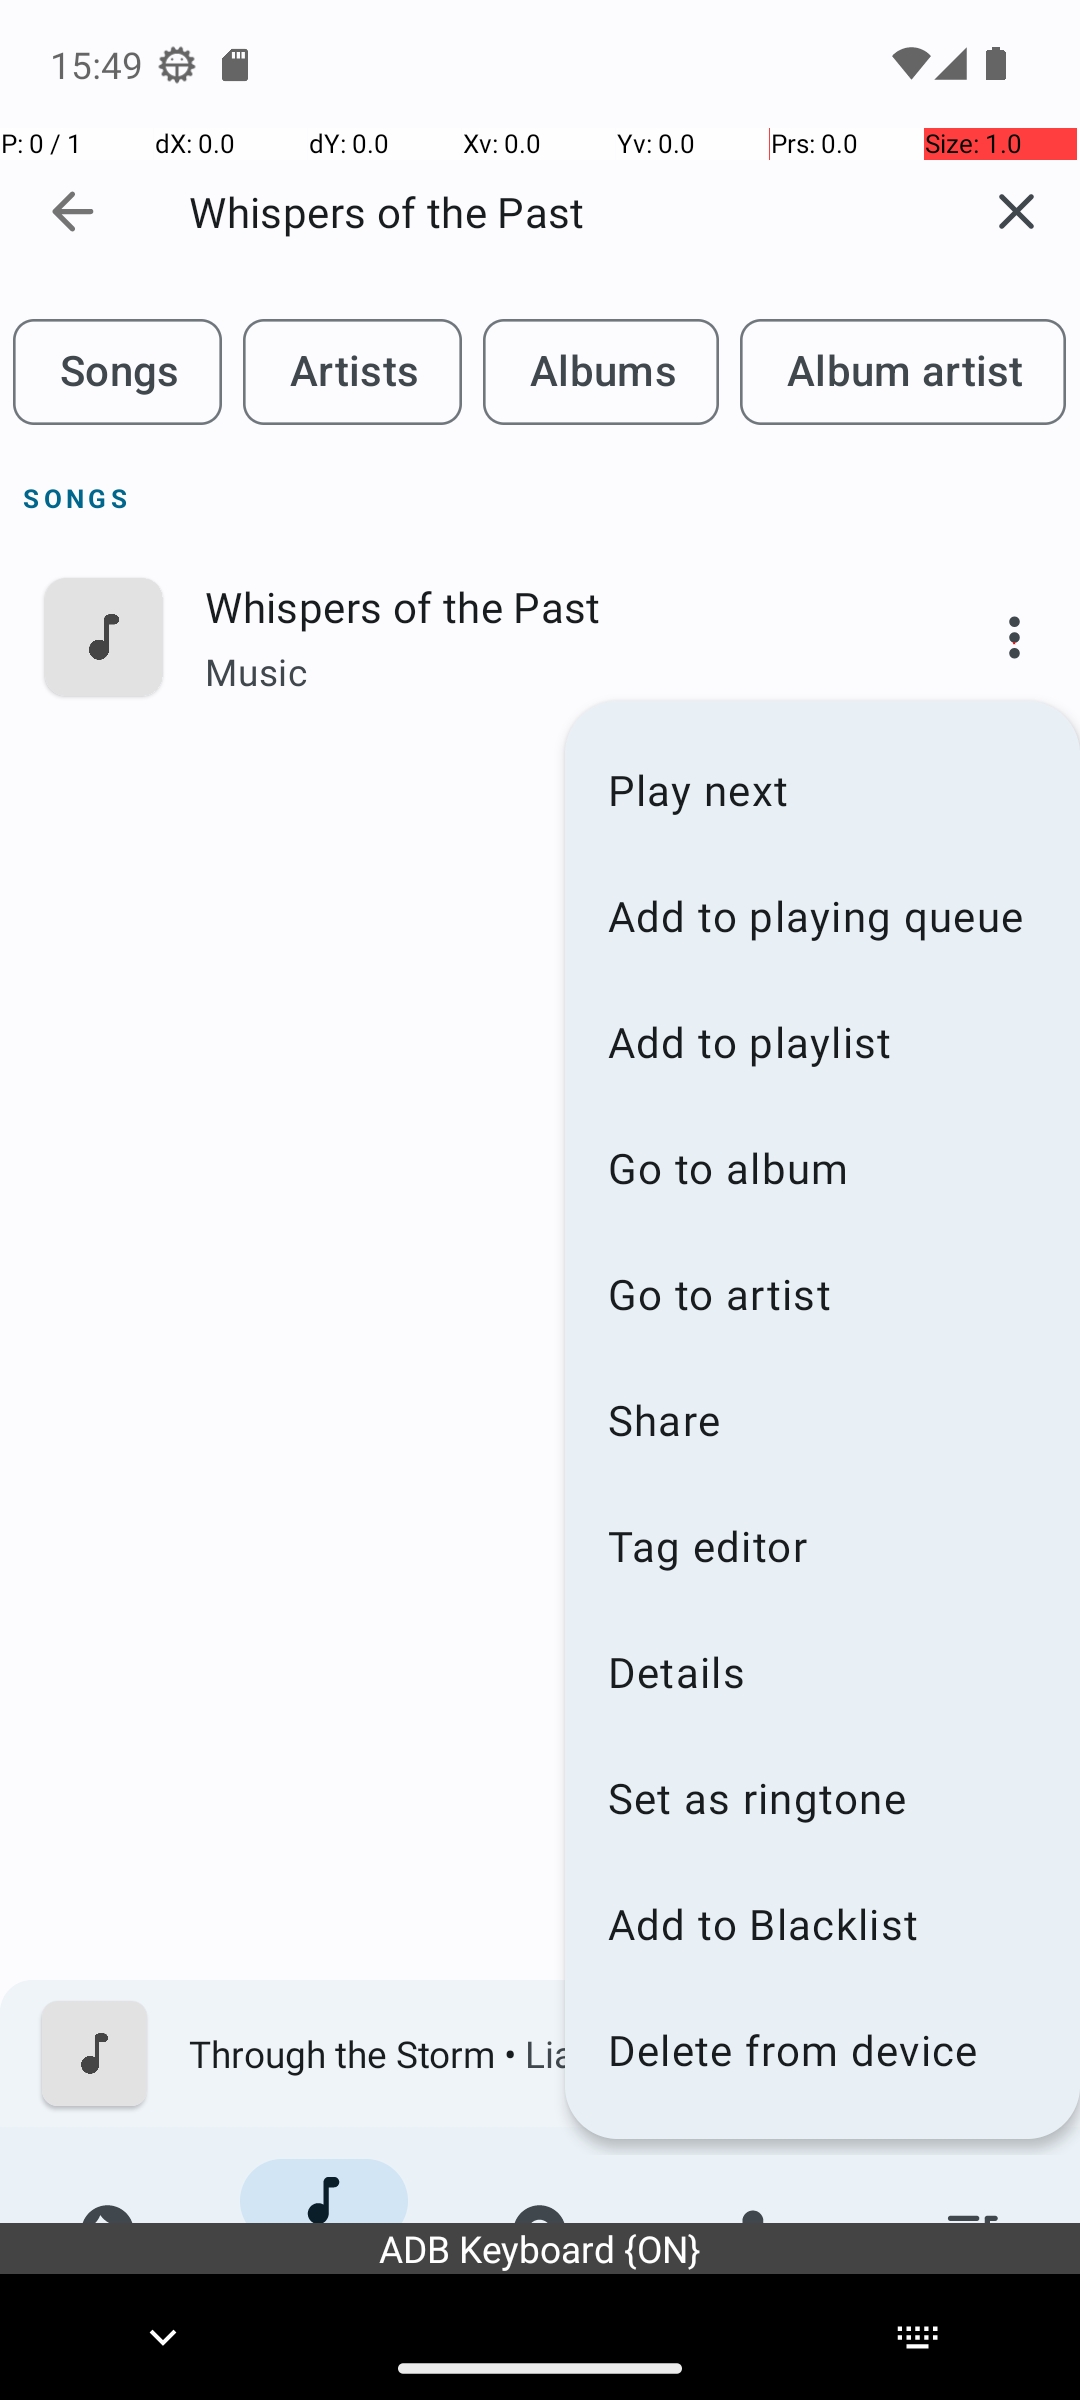 15:49
P: 0 / 1 dX: 0.0 dY: 0.0 Xv: 0.0 Yv: 0.0 Prs: 0.0 Size: 1.0
Whispers of the Past
Songs Artists Albums Album artist
SONGS
Whispers of the Past
Music
Play next
Add to playing queue
Add to playlist
Go to album
Go to artist
Share
Tag editor
Details
Set as ringtone
Add to Blacklist
Delete from device
Through the Storm •
ADB Keyboard {ON}